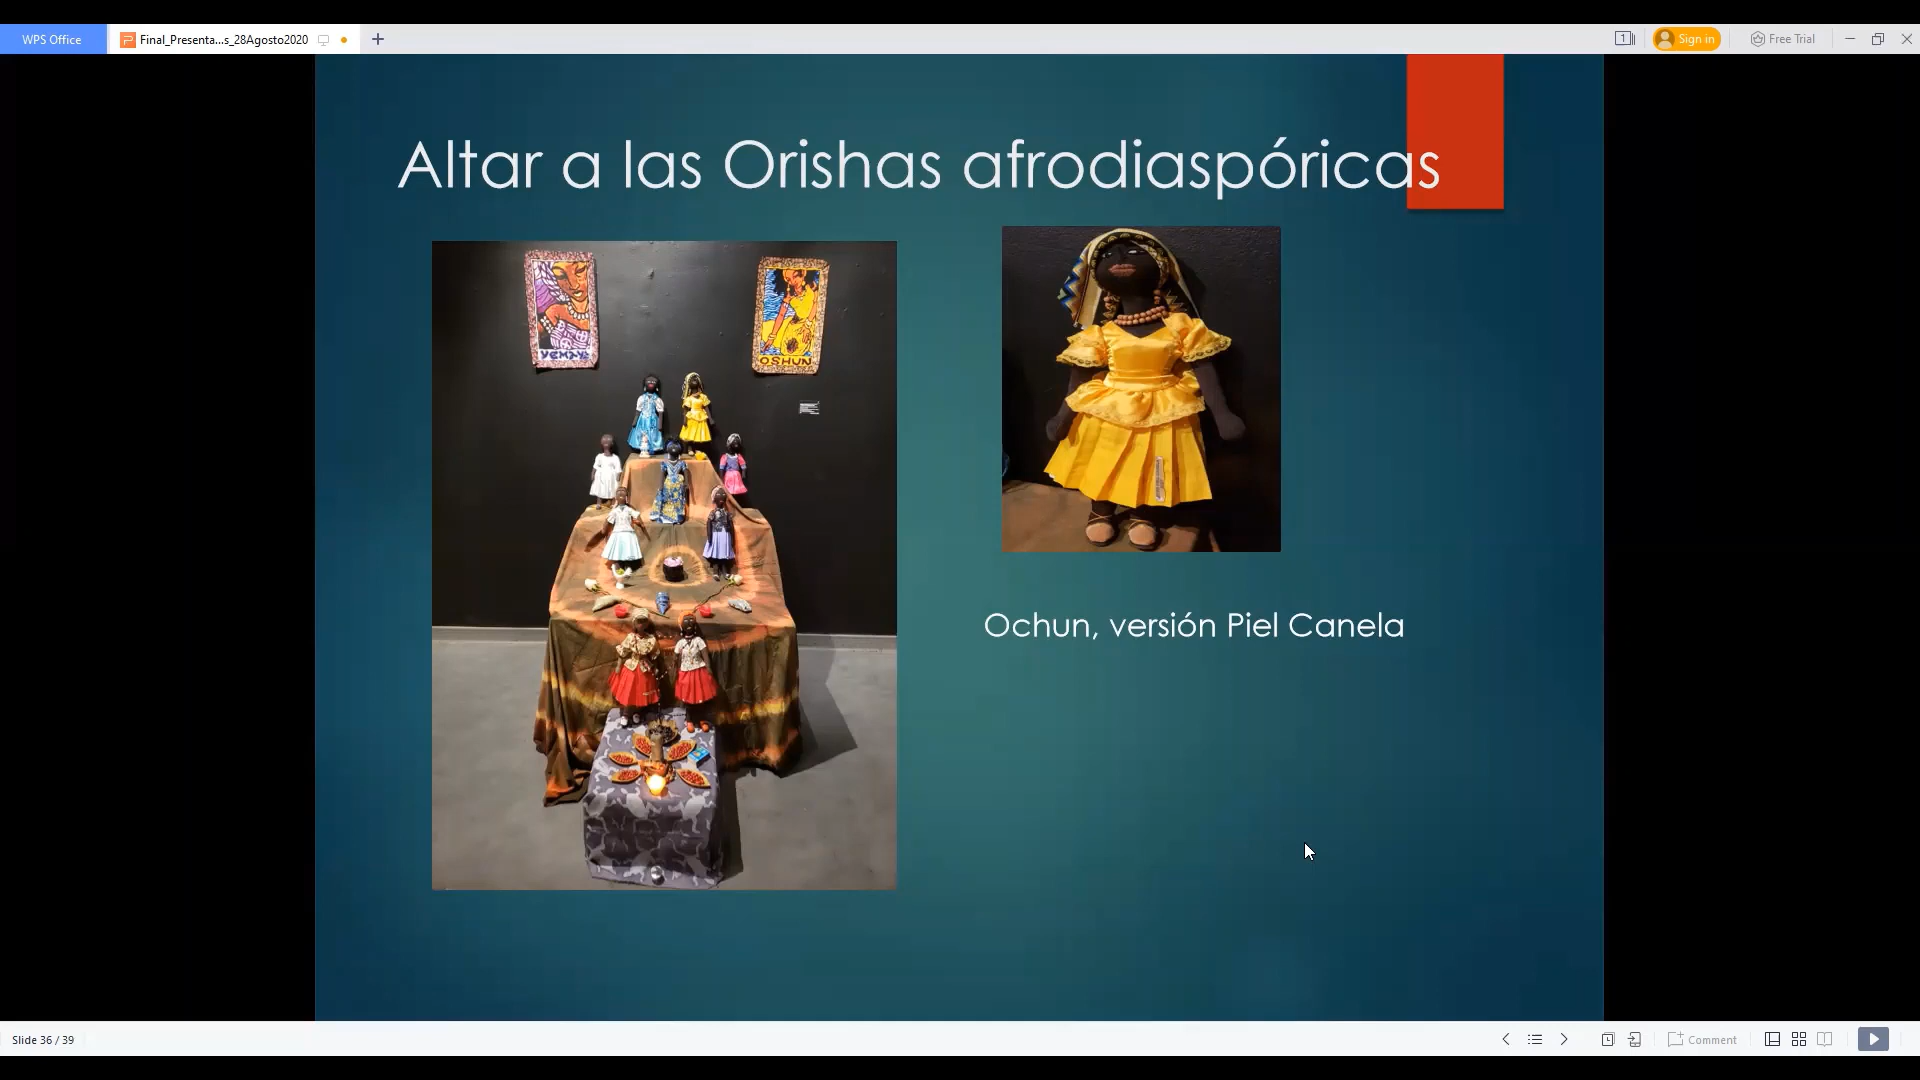 WPS Office
Final_Presenta...s_28Agosto2020
1
Sign in
Free Trial
Altar a las Orishas afrodiaspóricas
YEMAYA
OSHUN
Ochun, versión Piel Canela
Slide 36 / 39
Comment